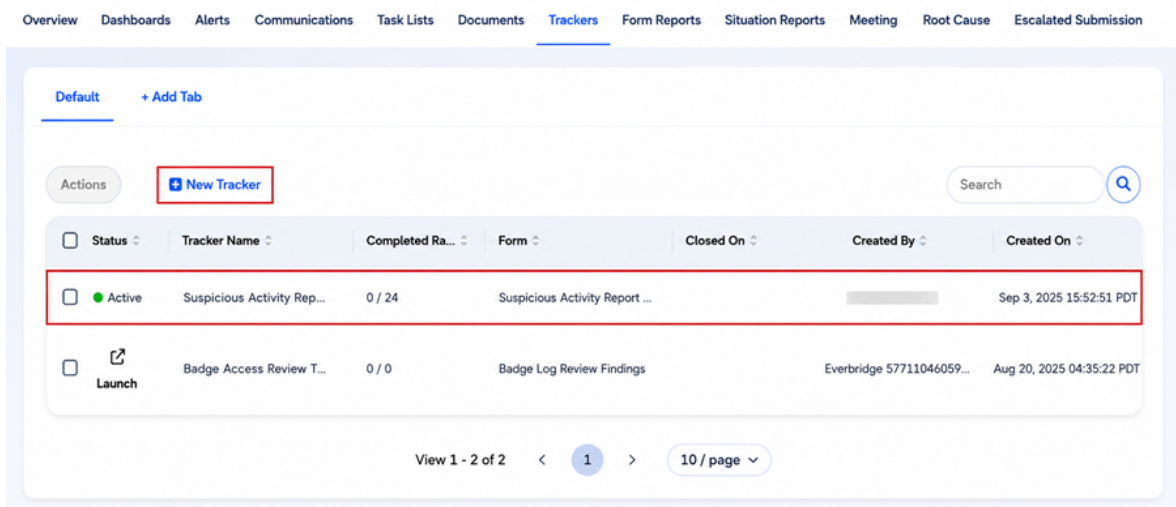 Overview Dashboards Alerts Communications Task Lists Documents Trackers Form Reports Situation Reports Meeting Root Cause Escalated Submission
Default + Add Tab
Actions New Tracker Search
Status Tracker Name Completed Ra... Form Closed On Created By Created On
Active Suspicious Activity Rep... 0 / 24 Suspicious Activity Report ... Sep 3, 2025 15:52:51 PDT
Launch Badge Access Review T... 0 / 0 Badge Log Review Findings Everbridge 57711046059... Aug 20, 2025 04:35:22 PDT
View 1 - 2 of 2 < 1 > 10 / page